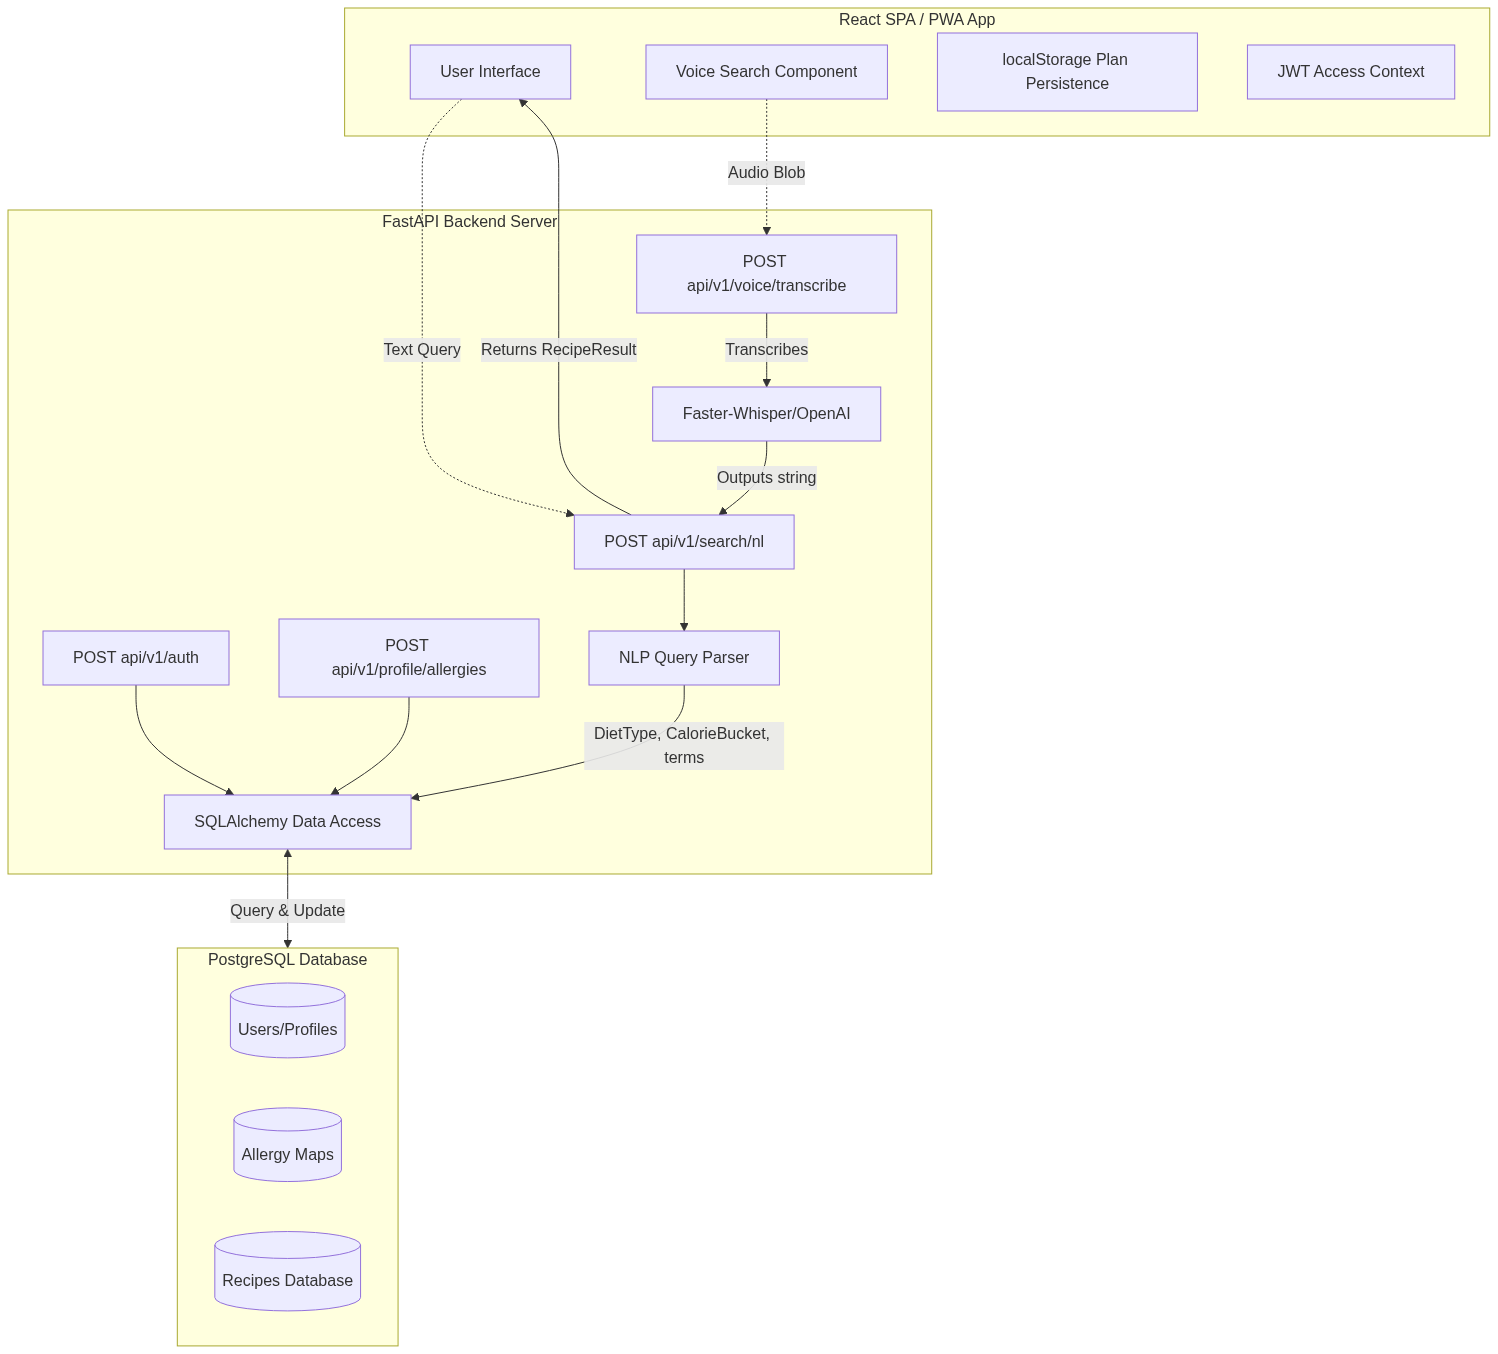 React SPA / PWA App
User Interface
Voice Search Component
localStorage Plan
Persistence
JWT Access Context
Audio Blob
FastAPI Backend Server
POST
api/v1/voice/transcribe
Text Query
Returns RecipeResult
Transcribes
Faster-Whisper/OpenAI
Outputs string
POST api/v1/search/nl
POST api/v1/auth
POST
api/v1/profile/allergies
NLP Query Parser
DietType, CalorieBucket,
terms
SQLAlchemy Data Access
Query & Update
PostgreSQL Database
Users/Profiles
Allergy Maps
Recipes Database